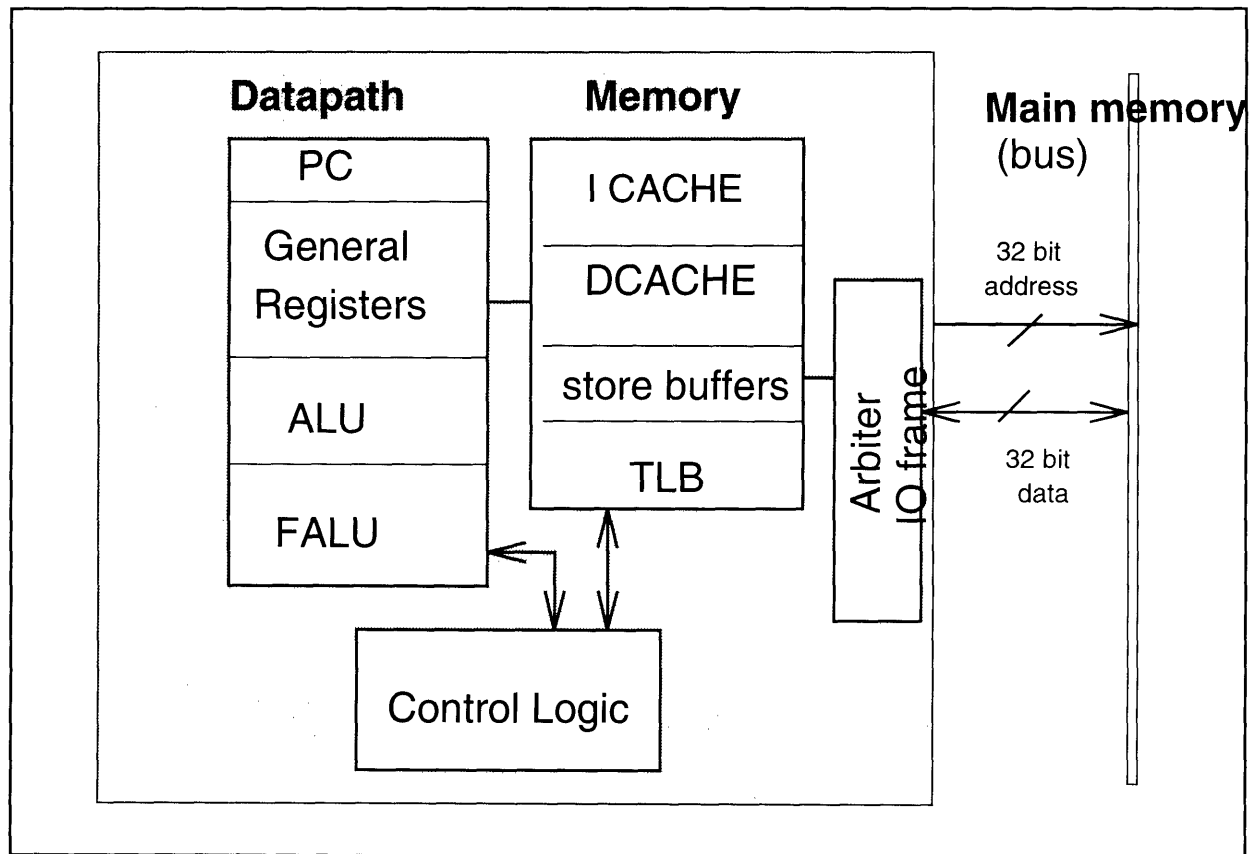 Datapath
PC
General
Registers
ALU
FALU
Memory
I CACHE
DCACHE
store buffers
TLB
Control Logic
Arbiter
IO frame
Main memory
(bus)
32 bit
address
32 bit
data